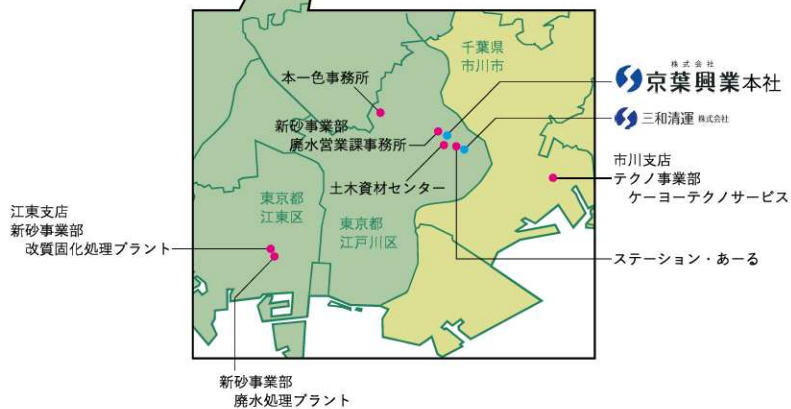 千葉県
市川市
本一色事務所
株式会社
京葉興業本社
新砂事業部
廃水営業課事務所
三和清運 株式会社
市川支店
テクノ事業部
ケーヨーテクノサービス
土木資材センター
東京都
江東区
東京都
江戸川区
江東支店
新砂事業部
改質固化処理プラント
ステーション・あーる
新砂事業部
廃水処理プラント